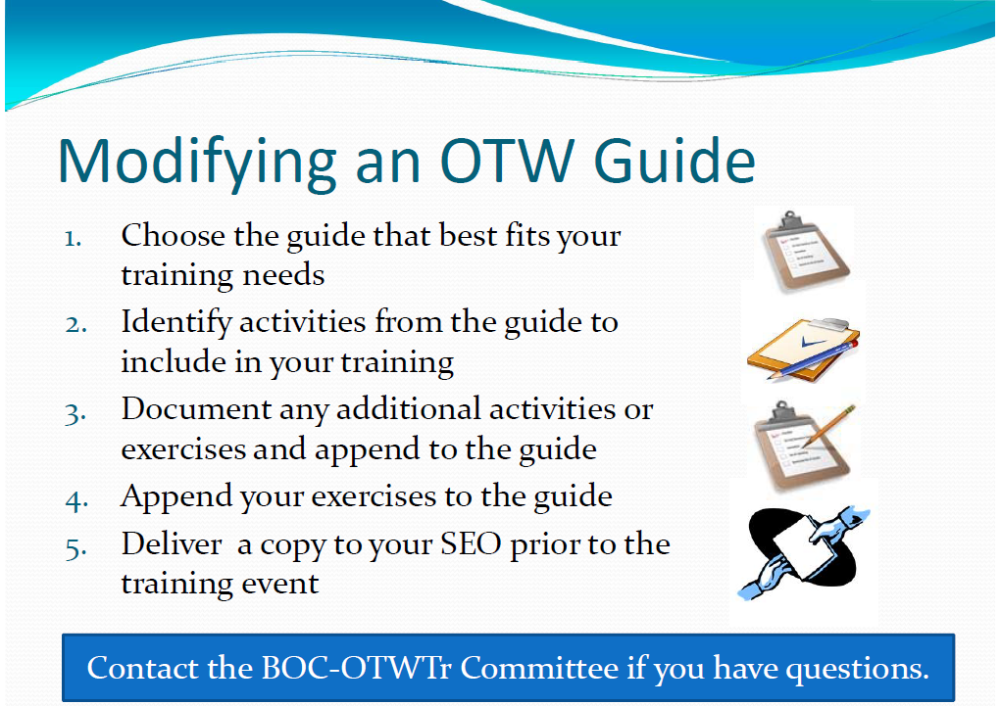 Modifying an OTW Guide
1. Choose the guide that best fits your
training needs
2. Identify activities from the guide to
include in your training
3. Document any additional activities or
exercises and append to the guide
4. Append your exercises to the guide
5. Deliver a copy to your SEO prior to the
training event
Contact the BOC-OTWTr Committee if you have questions.